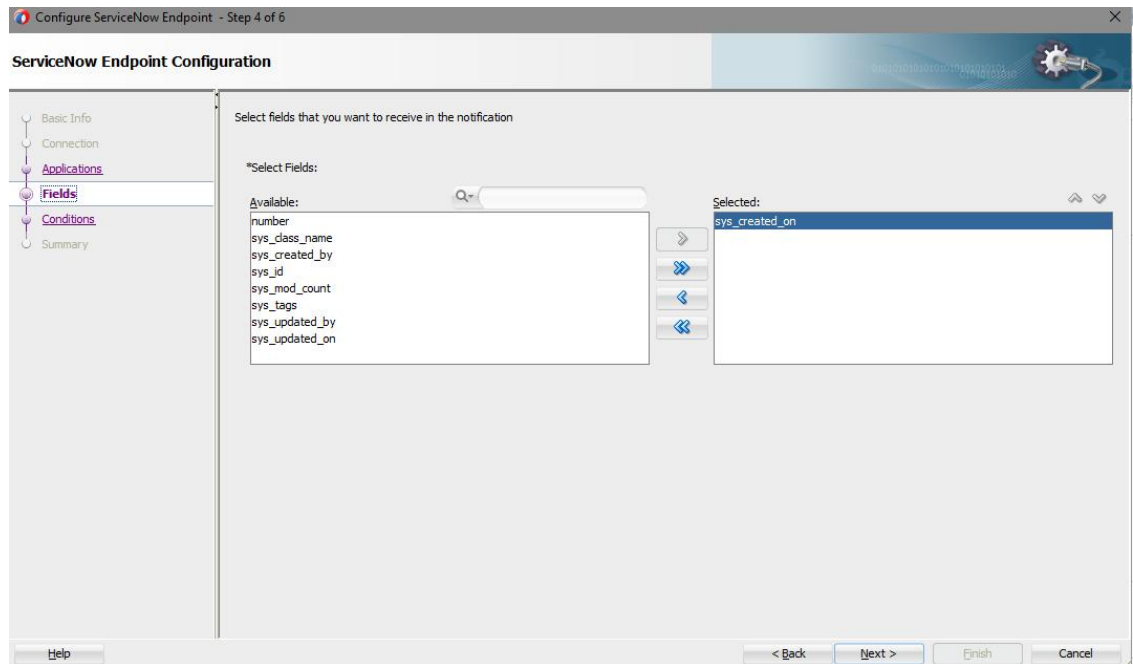 Configure ServiceNow Endpoint - Step 4 of 6
ServiceNow Endpoint Configuration
Basic Info
Connection
Applications
Fields
Conditions
Summary
Select fields that you want to receive in the notification
*Select Fields:
Available:
number
sys_class_name
sys_created_by
sys_id
sys_mod_count
sys_tags
sys_updated_by
sys_updated_on
Selected:
sys_created_on
Help
< Back
Next >
Finish
Cancel